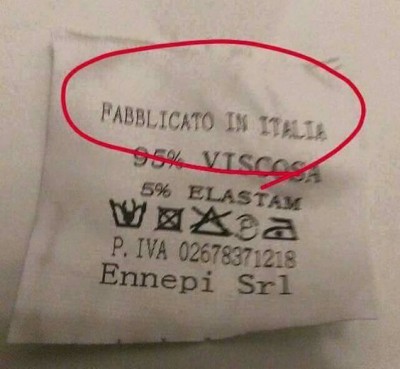 FABBLICATO IN ITALIA
95% VISCOSA
5% ELASTAM
P. IVA 02678371218
Ennepi Srl